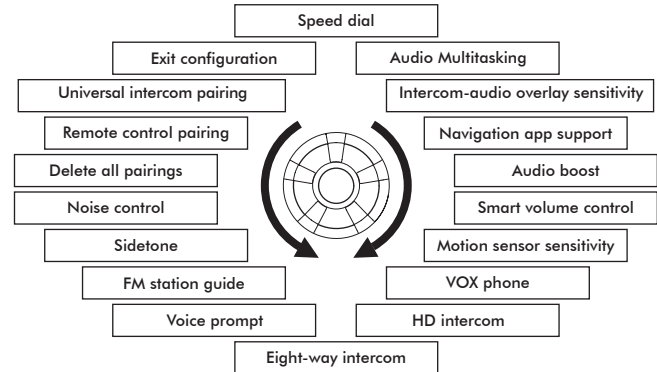 Speed dial
Exit configuration
Audio Multitasking
Universal intercom pairing
Intercom-audio overlay sensitivity
Remote control pairing
Navigation app support
Delete all pairings
Audio boost
Noise control
Smart volume control
Sidetone
Motion sensor sensitivity
FM station guide
VOX phone
Voice prompt
HD intercom
Eight-way intercom